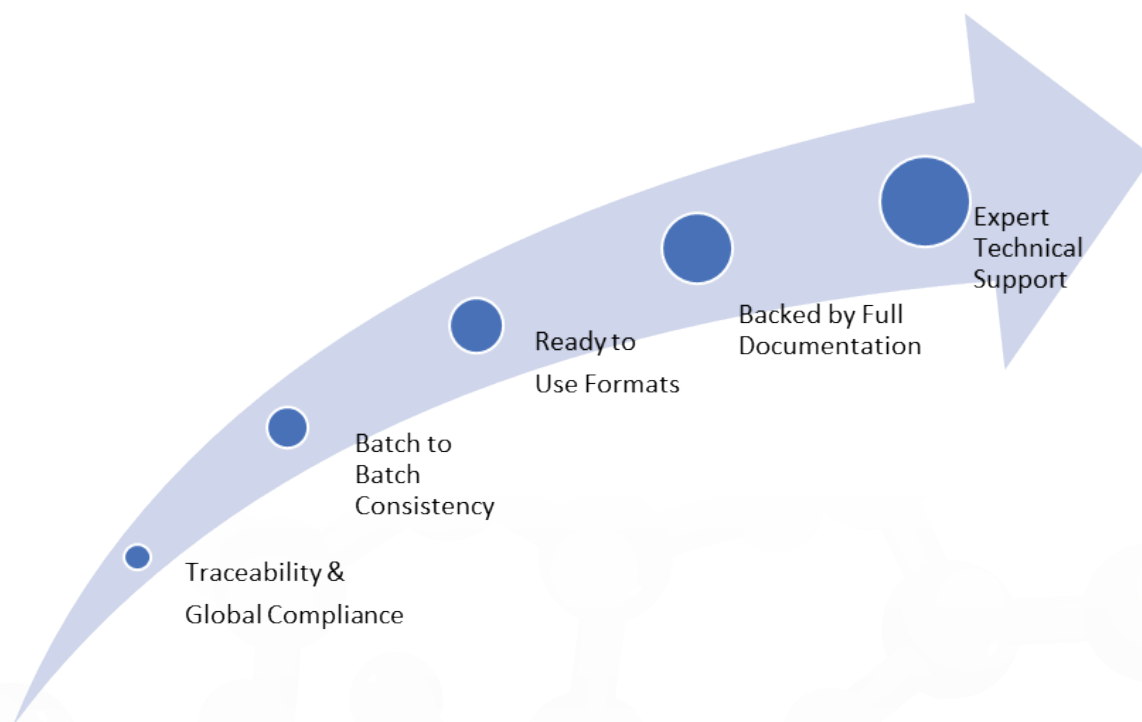 Expert
Technical
Support
Backed by Full
Documentation
Ready to
Use Formats
Batch to
Batch
Consistency
Traceability &
Global Compliance